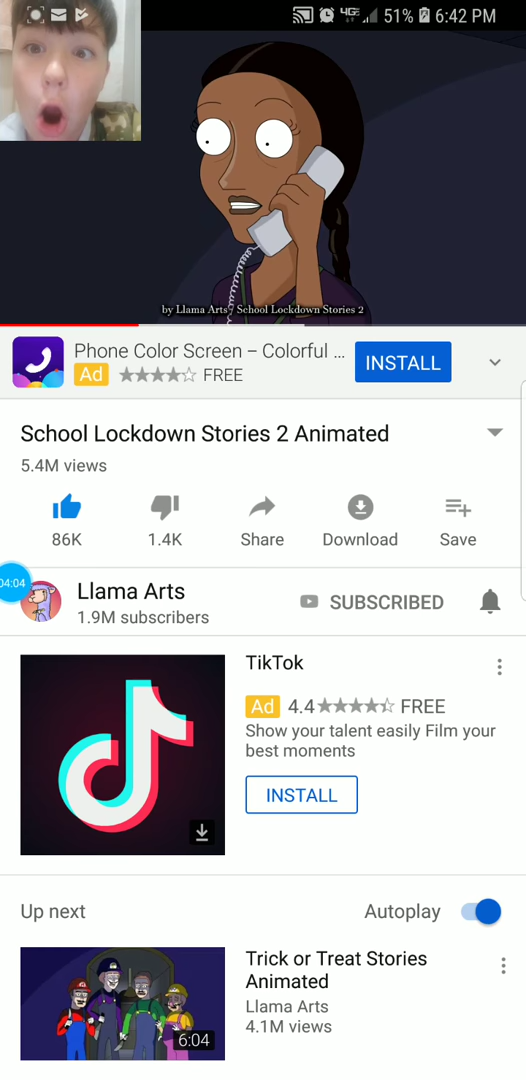 4GE 51% 6:42 PM
by Llama Arts / School Lockdown Stories 2
Phone Color Screen – Colorful ...
Ad FREE
INSTALL
School Lockdown Stories 2 Animated
5.4M views
86K 1.4K Share Download Save
04:04
Llama Arts
1.9M subscribers
SUBSCRIBED
TikTok
Ad 4.4 FREE
Show your talent easily Film your
best moments
INSTALL
Up next Autoplay
Trick or Treat Stories
Animated
Llama Arts
4.1M views
6:04